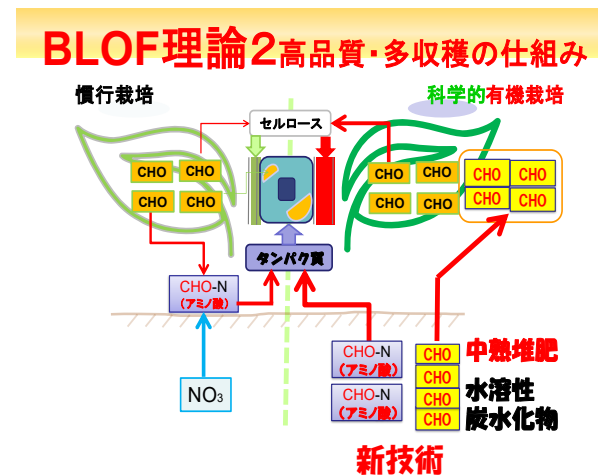 BLOF理論2高品質・多収穫の仕組み
慣行栽培
科学的有機栽培
セルロース
CHO CHO
CHO CHO
CHO CHO
CHO CHO
CHO CHO
CHO CHO
タンパク質
CHO-N
(アミノ酸)
NO3
CHO-N
(アミノ酸)
CHO-N
(アミノ酸)
CHO
CHO
CHO
CHO
中熟堆肥
水溶性
炭水化物
新技術